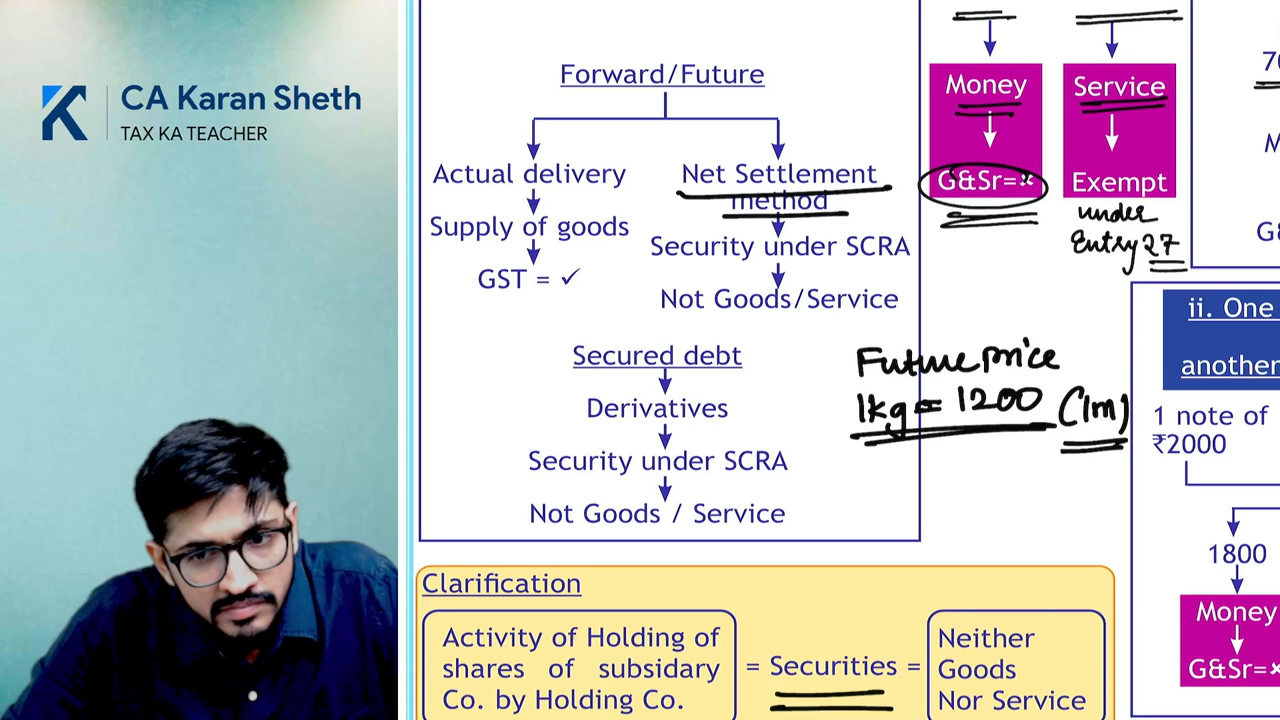 CA Karan Sheth
TAX KA TEACHER
Forward/Future
Actual delivery
Supply of goods
GST = ✓
Net Settlement
method
Security under SCRA
Not Goods/Service
Secured debt
Derivatives
Security under SCRA
Not Goods / Service
Money
G&Sr=×
Service
Exempt
under
Entry 27
Future price
1kg = 1200 (1m)
ii. One
another
1 note of
₹2000
1800
Money
G&Sr=×
Clarification
Activity of Holding of
shares of subsidary
Co. by Holding Co.
= Securities =
Neither
Goods
Nor Service